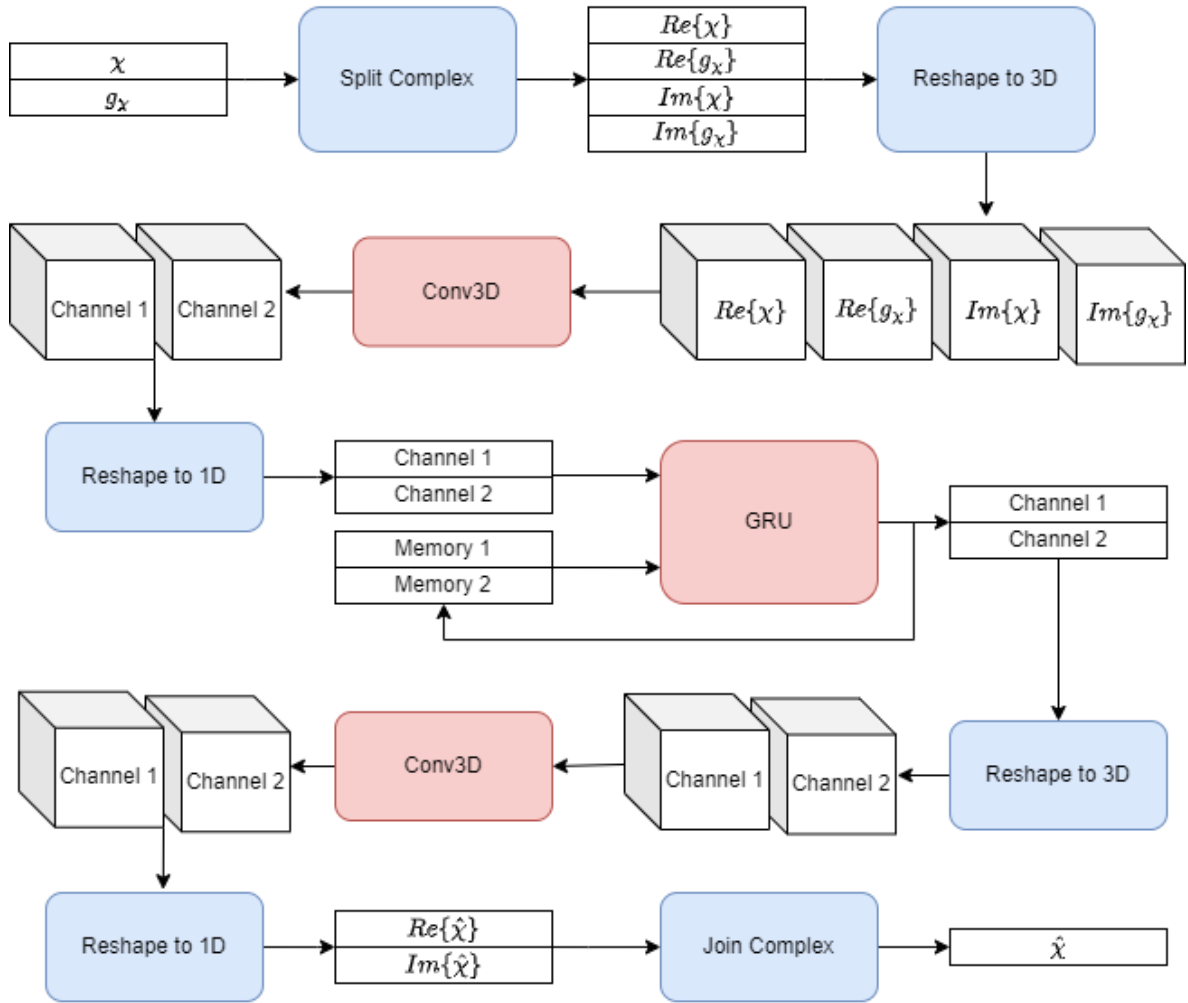 χ
g_χ
Split Complex
Re{χ}
Re{g_χ}
Im{χ}
Im{g_χ}
Reshape to 3D
Channel 1
Channel 2
Conv3D
Re{χ}
Re{g_χ}
Im{χ}
Im{g_χ}
Reshape to 1D
Channel 1
Channel 2
Memory 1
Memory 2
GRU
Channel 1
Channel 2
Channel 1
Channel 2
Conv3D
Channel 1
Channel 2
Reshape to 3D
Reshape to 1D
Re{χ̂}
Im{χ̂}
Join Complex
χ̂